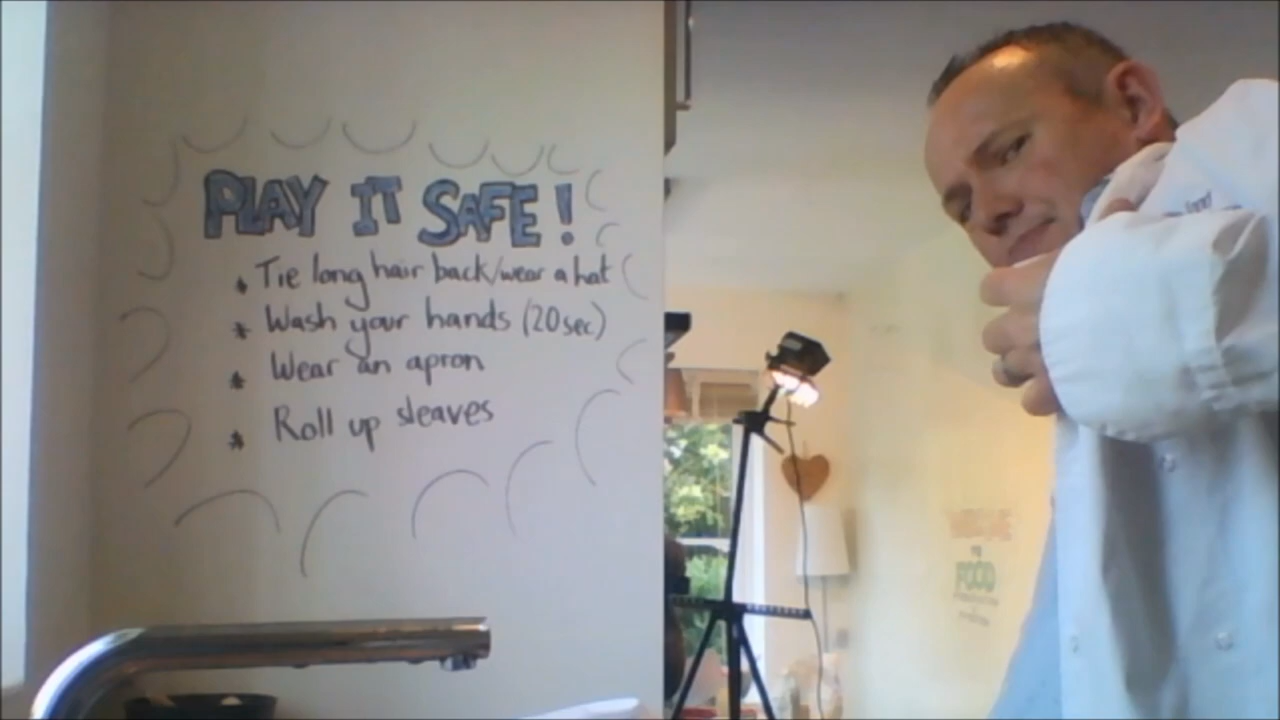 PLAY IT SAFE!
* Tie long hair back/wear a hat
* Wash your hands (20sec)
* Wear an apron
* Roll up sleaves
FOOD